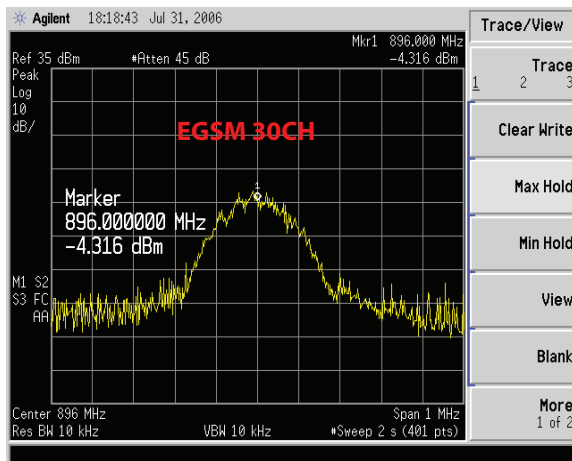 Agilent 18:18:43 Jul 31, 2006
Trace/View
Mkr1 896.000 MHz
Ref 35 dBm #Atten 45 dB -4.316 dBm
Peak
Log
10
dB/
EGSM 30CH
1
Marker
896.000000 MHz
-4.316 dBm
M1 S2
S3 FC
AA
Center 896 MHz Span 1 MHz
Res BW 10 kHz VBW 10 kHz #Sweep 2 s (401 pts)
Trace
1 2 3
Clear Write
Max Hold
Min Hold
View
Blank
More
1 of 2